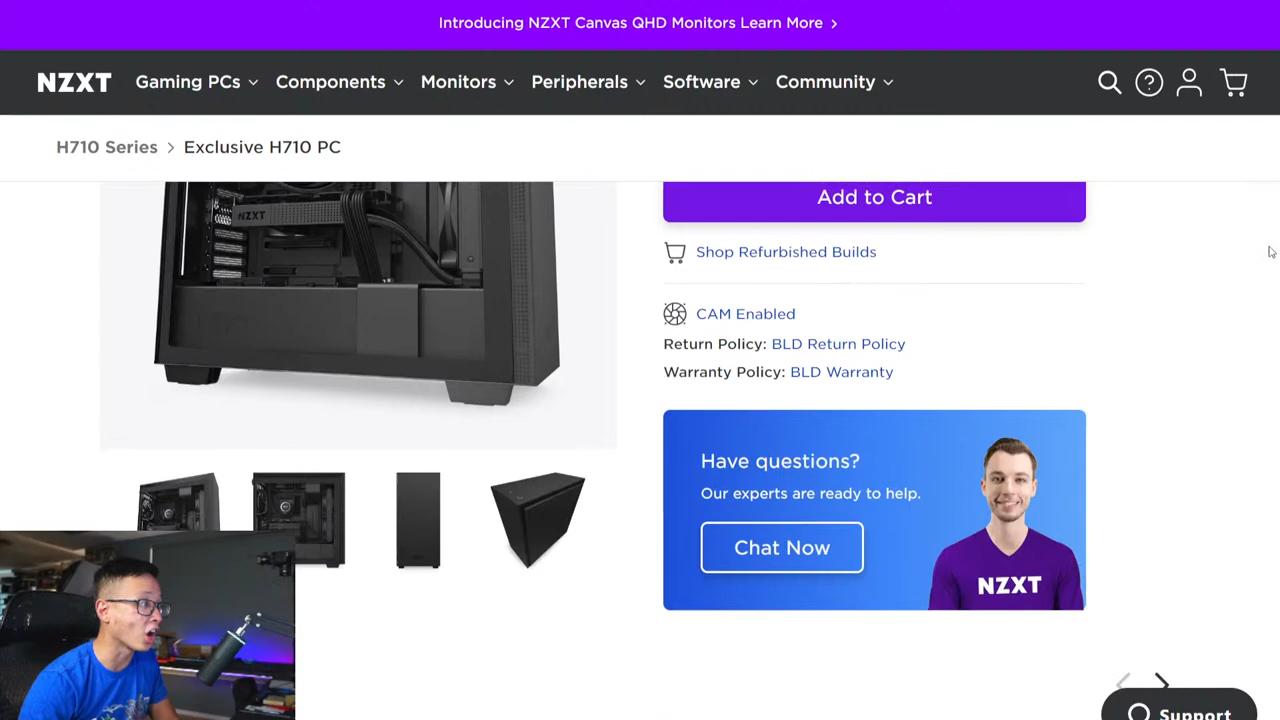 Introducing NZXT Canvas QHD Monitors Learn More >
NZXT Gaming PCs Components Monitors Peripherals Software Community
H710 Series > Exclusive H710 PC
NZXT
Add to Cart
Shop Refurbished Builds
CAM Enabled
Return Policy: BLD Return Policy
Warranty Policy: BLD Warranty
Have questions?
Our experts are ready to help.
Chat Now
NZXT
Support